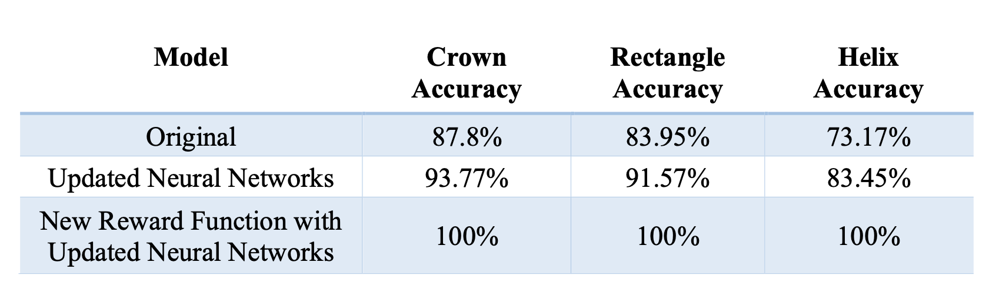 Model Crown Accuracy Rectangle Accuracy Helix Accuracy
Original 87.8% 83.95% 73.17%
Updated Neural Networks 93.77% 91.57% 83.45%
New Reward Function with Updated Neural Networks 100% 100% 100%